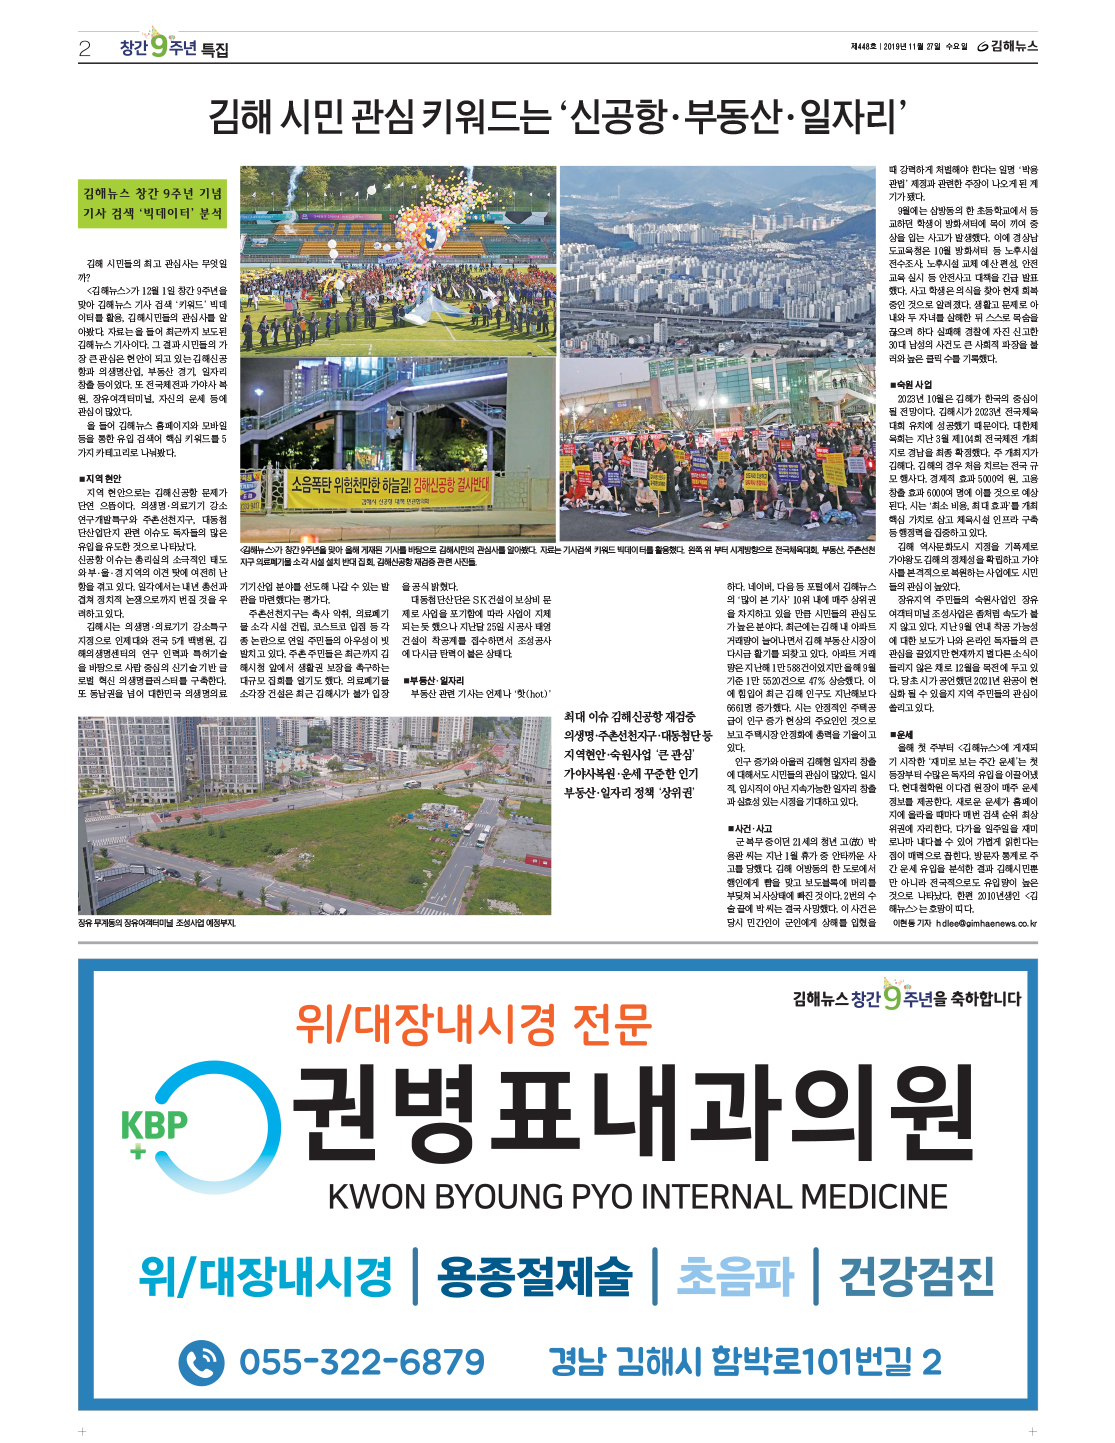 2
창간9주년 특집
제448호 | 2019년 11월 27일 수요일
김해뉴스
김해 시민 관심 키워드는 ‘신공항·부동산·일자리’
김해뉴스 창간 9주년 기념
기사 검색 ‘빅데이터’ 분석
김해 시민들의 최고 관심사는 무엇일
까?
<김해뉴스>가 12월 1일 창간 9주년을
맞아 김해뉴스 기사 검색 ‘키워드’ 빅데
이터를 활용, 김해시민들의 관심사를 알
아봤다. 자료는 올 들어 최근까지 보도된
김해뉴스 기사이다. 그 결과 시민들의 가
장 큰 관심은 현안이 되고 있는 김해신공
항과 의생명산업, 부동산 경기, 일자리
창출 등이었다. 또 전국체전과 가야사 복
원, 장유여객터미널, 자신의 운세 등에
관심이 많았다.
올 들어 김해뉴스 홈페이지와 모바일
등을 통한 유입 검색어 핵심 키워드를 5
가지 카테고리로 나눠봤다.
■지역 현안
지역 현안으로는 김해신공항 문제가
단연 으뜸이다. 의생명·의료기기 강소
연구개발특구와 주촌선천지구, 대동첨
단산업단지 관련 이슈도 독자들의 많은
유입을 유도한 것으로 나타났다.
신공항 이슈는 총리실의 소극적인 태도
와 부·울·경 지역의 이견 탓에 여전히 난
항을 겪고 있다. 일각에서는 내년 총선과
겹쳐 정치적 논쟁으로까지 번질 것을 우
려하고 있다.
김해시는 의생명·의료기기 강소특구
지정으로 인제대와 전국 5개 백병원, 김
해의생명센터의 연구 인력과 특허기술
을 바탕으로 사람 중심의 신기술 기반 글
로벌 혁신 의생명클러스터를 구축한다.
또 동남권을 넘어 대한민국 의생명의료
소음폭탄 위험천만한 하늘길! 김해신공항 결사반대
김해시 신공항 대책 민관협의회
<김해뉴스>가 창간 9주년을 맞아 올해 게재된 기사를 바탕으로 김해시민의 관심사를 알아봤다. 자료는 기사검색 키워드 빅데이터를 활용했다. 왼쪽 위 부터 시계방향으로 전국체육대회, 부동산, 주촌선천
지구 의료폐기물 소각 시설 설치 반대 집회, 김해신공항 재검증 관련 사진들.
기기산업 분야를 선도해 나갈 수 있는 발
판을 마련했다는 평가다.
주촌선천지구는 축사 악취, 의료폐기
물 소각 시설 건립, 코스트코 입점 등 각
종 논란으로 연일 주민들의 아우성이 빗
발치고 있다. 주촌 주민들은 최근까지 김
해시청 앞에서 생활권 보장을 촉구하는
대규모 집회를 열기도 했다. 의료폐기물
소각장 건설은 최근 김해시가 불가 입장
을 공식 밝혔다.
대동첨단산단은 SK건설이 보상비 문
제로 사업을 포기함에 따라 사업이 지체
되는 듯 했으나 지난달 25일 시공사 태영
건설이 착공계를 접수하면서 조성공사
에 다시금 탄력이 붙은 상태다.
■부동산·일자리
부동산 관련 기사는 언제나 ‘핫(hot)’
장유 무계동의 장유여객터미널 조성사업 예정부지.
최대 이슈 김해신공항 재검증
의생명·주촌선천지구·대동첨단 등
지역현안·숙원사업 ‘큰 관심’
가야사복원·운세 꾸준한 인기
부동산·일자리 정책 ‘상위권’
하다. 네이버, 다음 등 포털에서 김해뉴스
의 ‘많이 본 기사’ 10위 내에 매주 상위권
을 차지하고 있을 만큼 시민들의 관심도
가 높은 분야다. 최근에는 김해 내 아파트
거래량이 늘어나면서 김해 부동산 시장이
다시금 활기를 되찾고 있다. 아파트 거래
량은 지난해 1만 588건이었지만 올해 9월
기준 1만 5520건으로 47% 상승했다. 이
에 힘입어 최근 김해 인구도 지난해보다
6661명 증가했다. 시는 안정적인 주택공
급이 인구 증가 현상의 주요인인 것으로
보고 주택시장 안정화에 총력을 기울이고
있다.
인구 증가와 아울러 김해형 일자리 창출
에 대해서도 시민들의 관심이 많았다. 일시
적, 임시직이 아닌 지속가능한 일자리 창출
과 실효성 있는 시정을 기대하고 있다.
■사건·사고
군 복무 중이던 21세의 청년 고(故) 박
용관 씨는 지난 1월 휴가 중 안타까운 사
고를 당했다. 김해 어방동의 한 도로에서
행인에게 뺨을 맞고 보도블록에 머리를
부딪쳐 뇌사상태에 빠진 것이다. 2번의 수
술 끝에 박 씨는 결국 사망했다. 이 사건은
당시 민간인이 군인에게 상해를 입혔을
때 강력하게 처벌해야 한다는 일명 ‘박용
관법’ 제정과 관련한 주장이 나오게 된 계
기가 됐다.
9월에는 삼방동의 한 초등학교에서 등
교하던 학생이 방화셔터에 목이 끼여 중
상을 입는 사고가 발생했다. 이에 경상남
도교육청은 10월 방화셔터 등 노후시설
전수조사, 노후시설 교체 예산 편성, 안전
교육 실시 등 안전사고 대책을 긴급 발표
했다. 사고 학생은 의식을 찾아 현재 회복
중인 것으로 알려졌다. 생활고 문제로 아
내와 두 자녀를 살해한 뒤 스스로 목숨을
끊으려 하다 실패해 경찰에 자진 신고한
30대 남성의 사건도 큰 사회적 파장을 불
러와 높은 클릭 수를 기록했다.
■숙원 사업
2023년 10월은 김해가 한국의 중심이
될 전망이다. 김해시가 2023년 전국체육
대회 유치에 성공했기 때문이다. 대한체
육회는 지난 3월 제104회 전국체전 개최
지로 경남을 최종 확정했다. 주 개최지가
김해다. 김해의 경우 처음 치르는 전국 규
모 행사다. 경제적 효과 5000억 원, 고용
창출 효과 6000여 명에 이를 것으로 예상
된다. 시는 ‘최소 비용, 최대 효과’를 개최
핵심 가치로 삼고 체육시설 인프라 구축
등 행정력을 집중하고 있다.
김해 역사문화도시 지정을 기폭제로
가야왕도 김해의 정체성을 확립하고 가야
사를 본격적으로 복원하는 사업에도 시민
들의 관심이 높았다.
장유지역 주민들의 숙원사업인 장유
여객터미널 조성사업은 좀처럼 속도가 붙
지 않고 있다. 지난 9월 연내 착공 가능성
에 대한 보도가 나와 온라인 독자들의 큰
관심을 끌었지만 현재까지 별다른 소식이
들리지 않은 채로 12월을 목전에 두고 있
다. 당초 시가 공언했던 2021년 완공이 현
실화 될 수 있을지 지역 주민들의 관심이
쏠리고 있다.
■운세
올해 첫 주부터 <김해뉴스>에 게재되
기 시작한 ‘재미로 보는 주간 운세’는 첫
등장부터 수많은 독자의 유입을 이끌어냈
다. 현대철학원 이다겸 원장이 매주 운세
정보를 제공한다. 새로운 운세가 홈페이
지에 올라올 때마다 매번 검색 순위 최상
위권에 자리한다. 다가올 일주일을 재미
로나마 내다볼 수 있어 가볍게 읽힌다는
점이 매력으로 꼽힌다. 방문자 통계로 주
간 운세 유입을 분석한 결과 김해시민뿐
만 아니라 전국적으로도 유입량이 높은
것으로 나타났다. 한편 2010년생인 <김
해뉴스>는 호랑이 띠다.
이현동 기자 hdlee@gimhaenews.co.kr
김해뉴스 창간9주년을 축하합니다
위/대장내시경 전문
KBP
권병표내과의원
KWON BYOUNG PYO INTERNAL MEDICINE
위/대장내시경 | 용종절제술 | 초음파 | 건강검진
055-322-6879
경남 김해시 함박로101번길 2